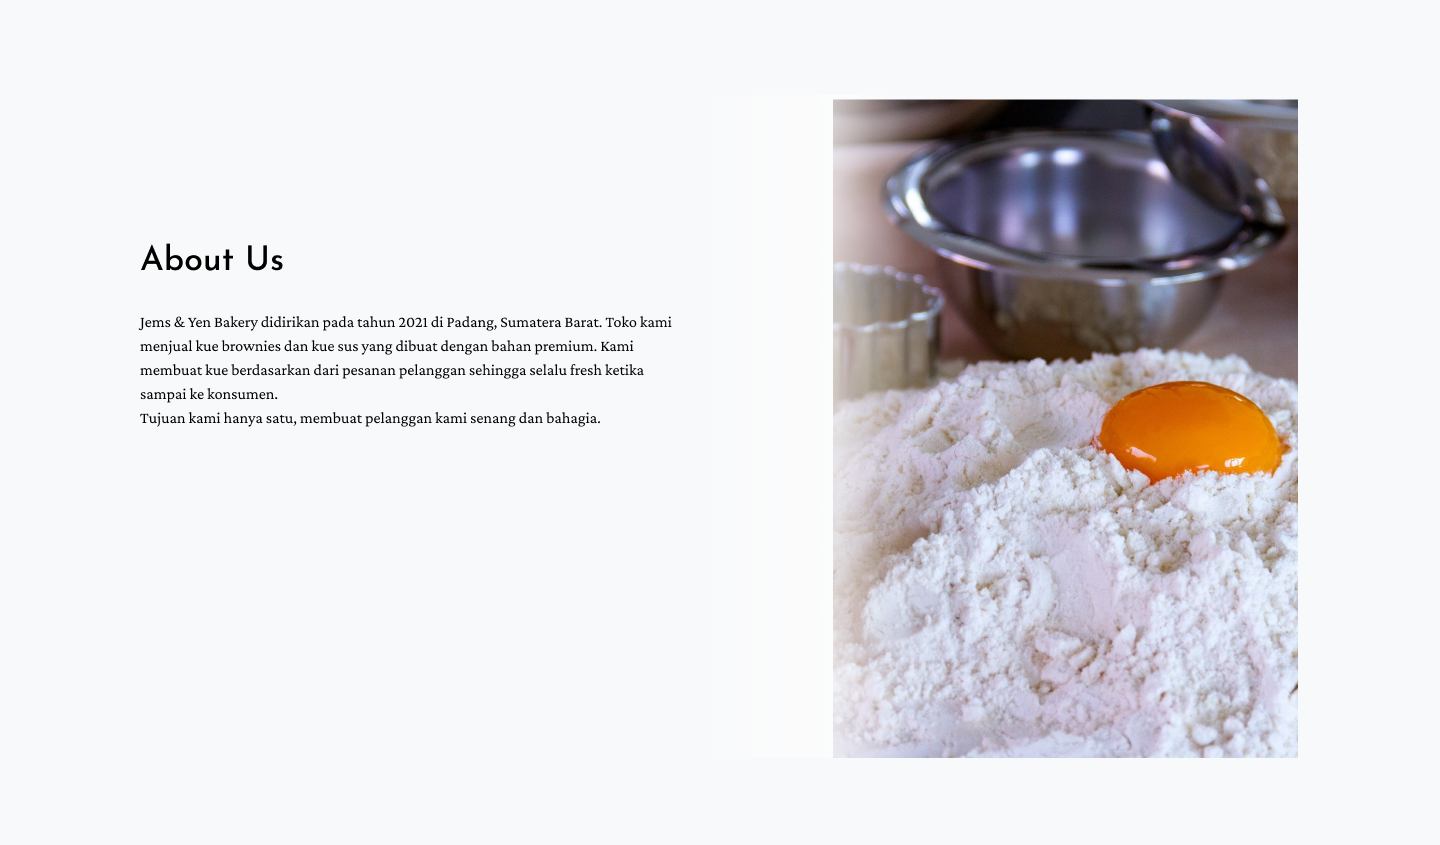 About Us
Jems & Yen Bakery didirikan pada tahun 2021 di Padang, Sumatera Barat. Toko kami
menjual kue brownies dan kue sus yang dibuat dengan bahan premium. Kami
membuat kue berdasarkan dari pesanan pelanggan sehingga selalu fresh ketika
sampai ke konsumen.
Tujuan kami hanya satu, membuat pelanggan kami senang dan bahagia.